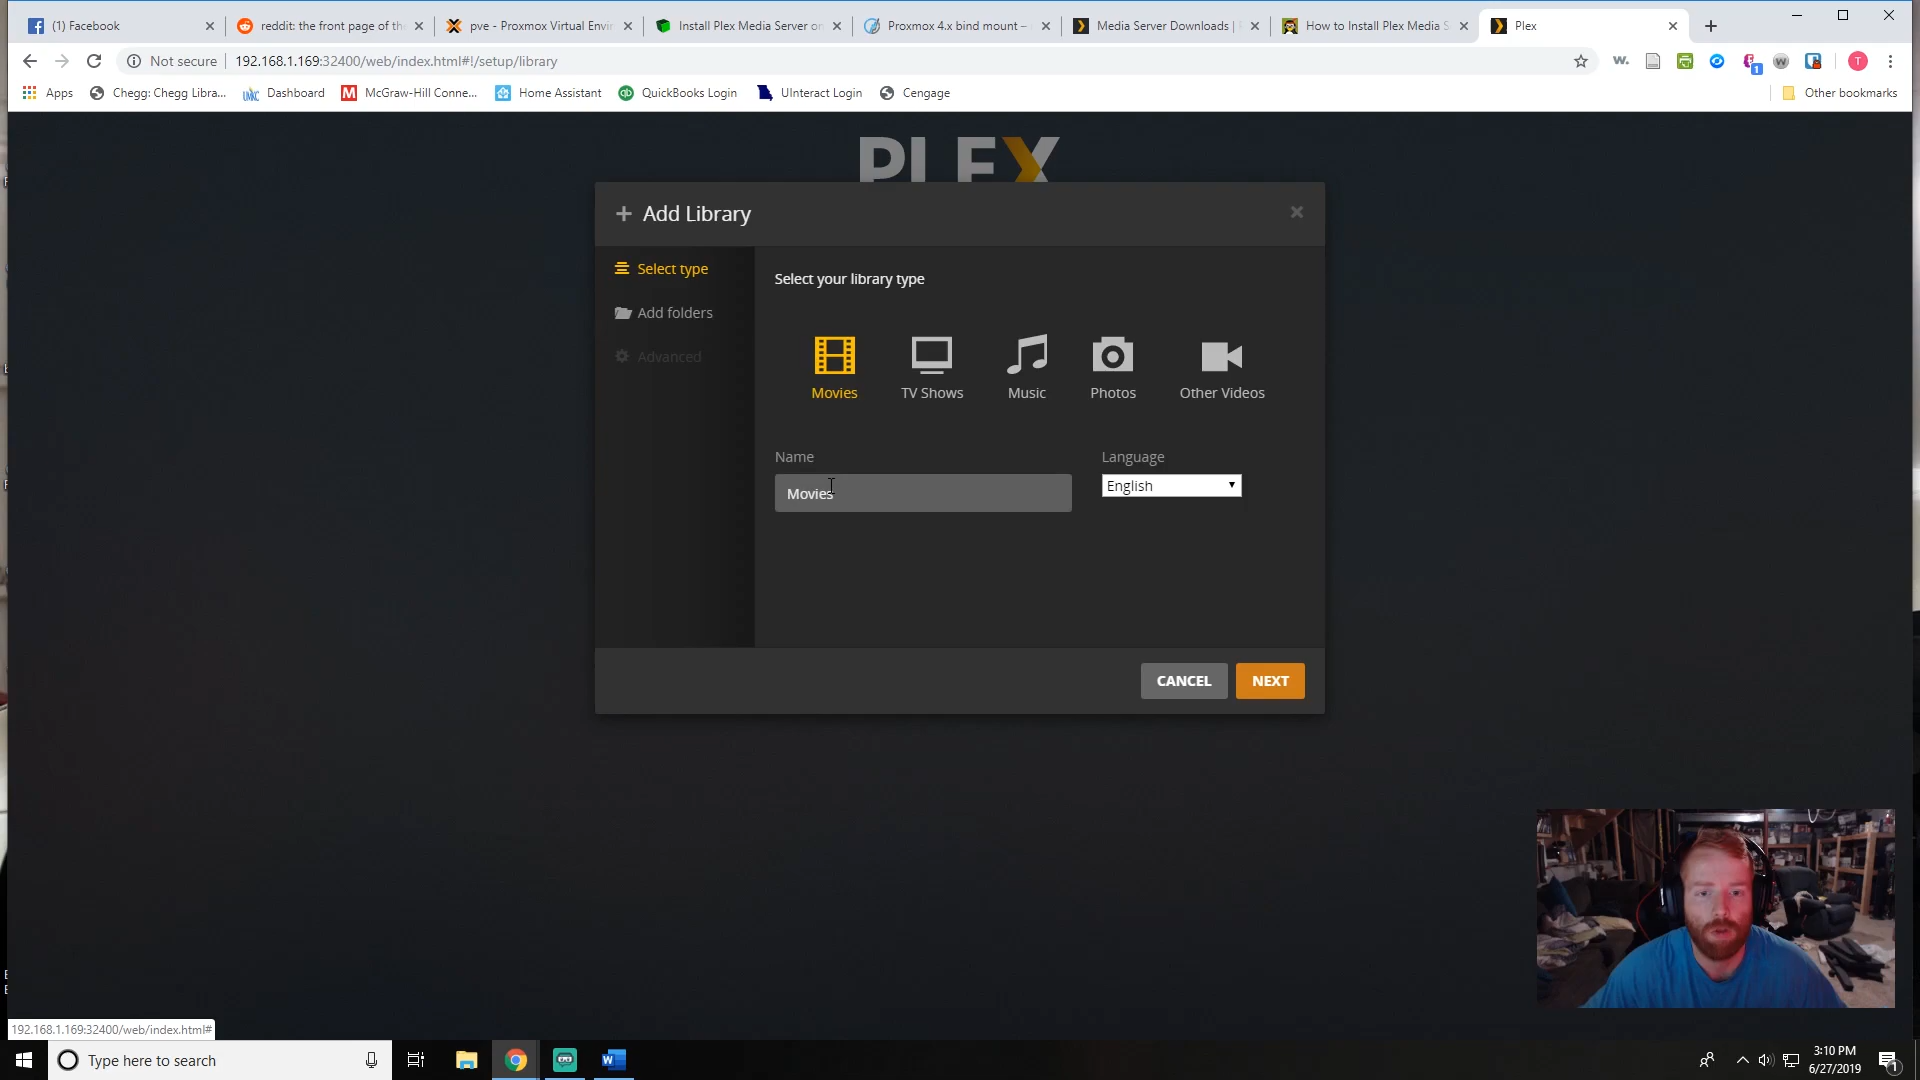 (1) Facebook
reddit: the front page of th
pve - Proxmox Virtual Envir
Install Plex Media Server on
Proxmox 4.x bind mount –
Media Server Downloads |
How to Install Plex Media S
Plex
Not secure
192.168.1.169:32400/web/index.html#!/setup/library
w.
1
w
T
Apps
Chegg: Chegg Libra...
Dashboard
McGraw-Hill Conne...
Home Assistant
QuickBooks Login
UInteract Login
Cengage
Other bookmarks
PLEX
Add Library
Select type
Add folders
Advanced
Select your library type
Movies
TV Shows
Music
Photos
Other Videos
Name
Language
Movies
English
CANCEL
NEXT
192.168.1.169:32400/web/index.html#
Type here to search
3:10 PM
6/27/2019
1